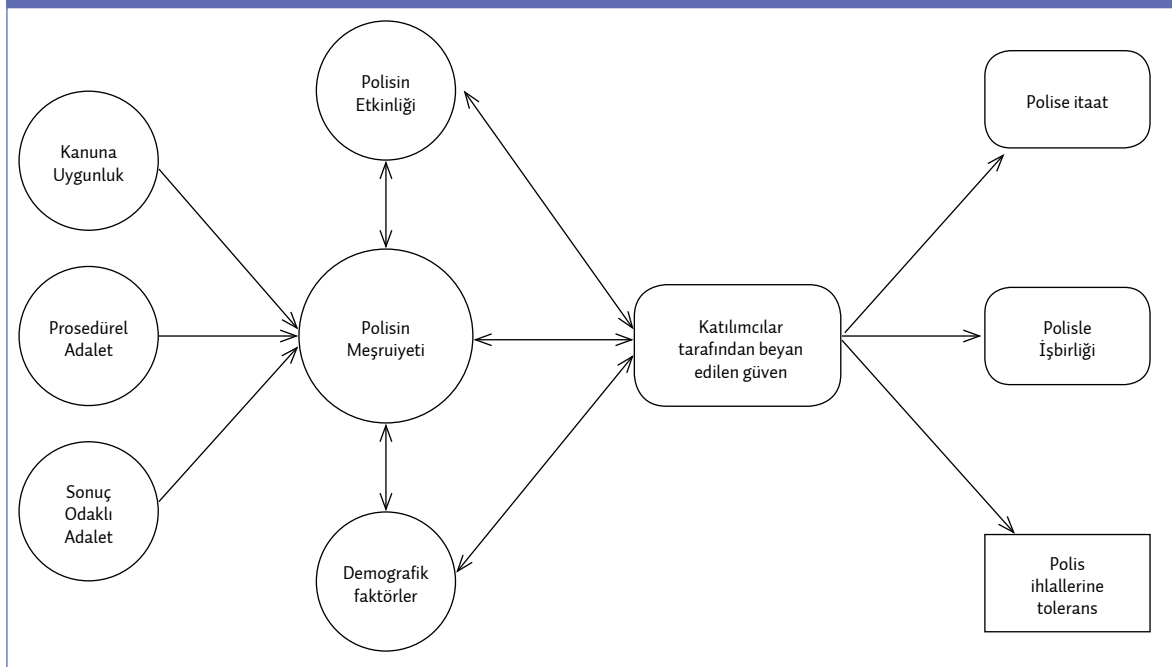 Kanuna
Uygunluk
Prosedürel
Adalet
Sonuç
Odaklı
Adalet
Polisin
Etkinliği
Polisin
Meşruiyeti
Demografik
faktörler
Katılımcılar
tarafından beyan
edilen güven
Polise itaat
Polisle
İşbirliği
Polis
ihlallerine
tolerans